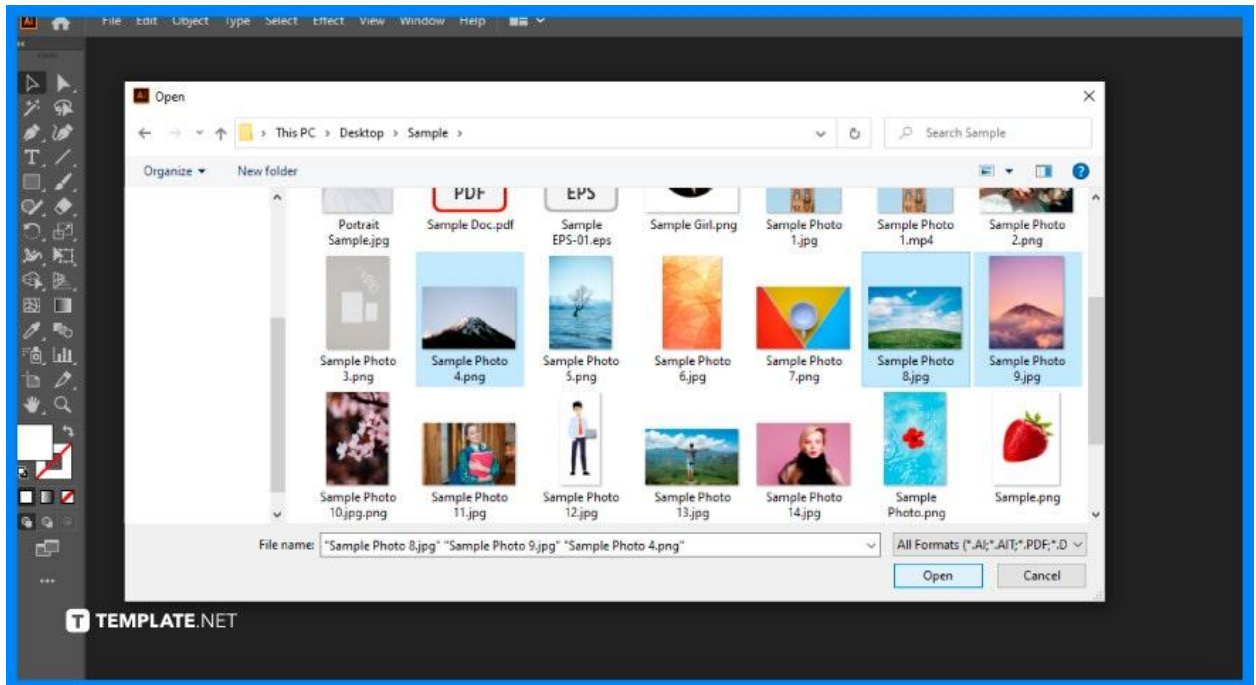 Ai File Edit Object Type Select Effect View Window Help
Ai Open
This PC > Desktop > Sample >
Search Sample
Organize New folder
PDF EPS
Portrait Sample.jpg
Sample Doc.pdf
Sample EPS-01.eps
Sample Girl.png
Sample Photo 1.jpg
Sample Photo 1.mp4
Sample Photo 2.png
Sample Photo 3.png
Sample Photo 4.png
Sample Photo 5.png
Sample Photo 6.jpg
Sample Photo 7.png
Sample Photo 8.jpg
Sample Photo 9.jpg
Sample Photo 10.jpg.png
Sample Photo 11.jpg
Sample Photo 12.jpg
Sample Photo 13.jpg
Sample Photo 14.jpg
Sample Photo.png
Sample.png
File name: "Sample Photo 8.jpg" "Sample Photo 9.jpg" "Sample Photo 4.png"
All Formats (*.AI;*.AIT;*.PDF;*.D
Open Cancel
T TEMPLATE.NET